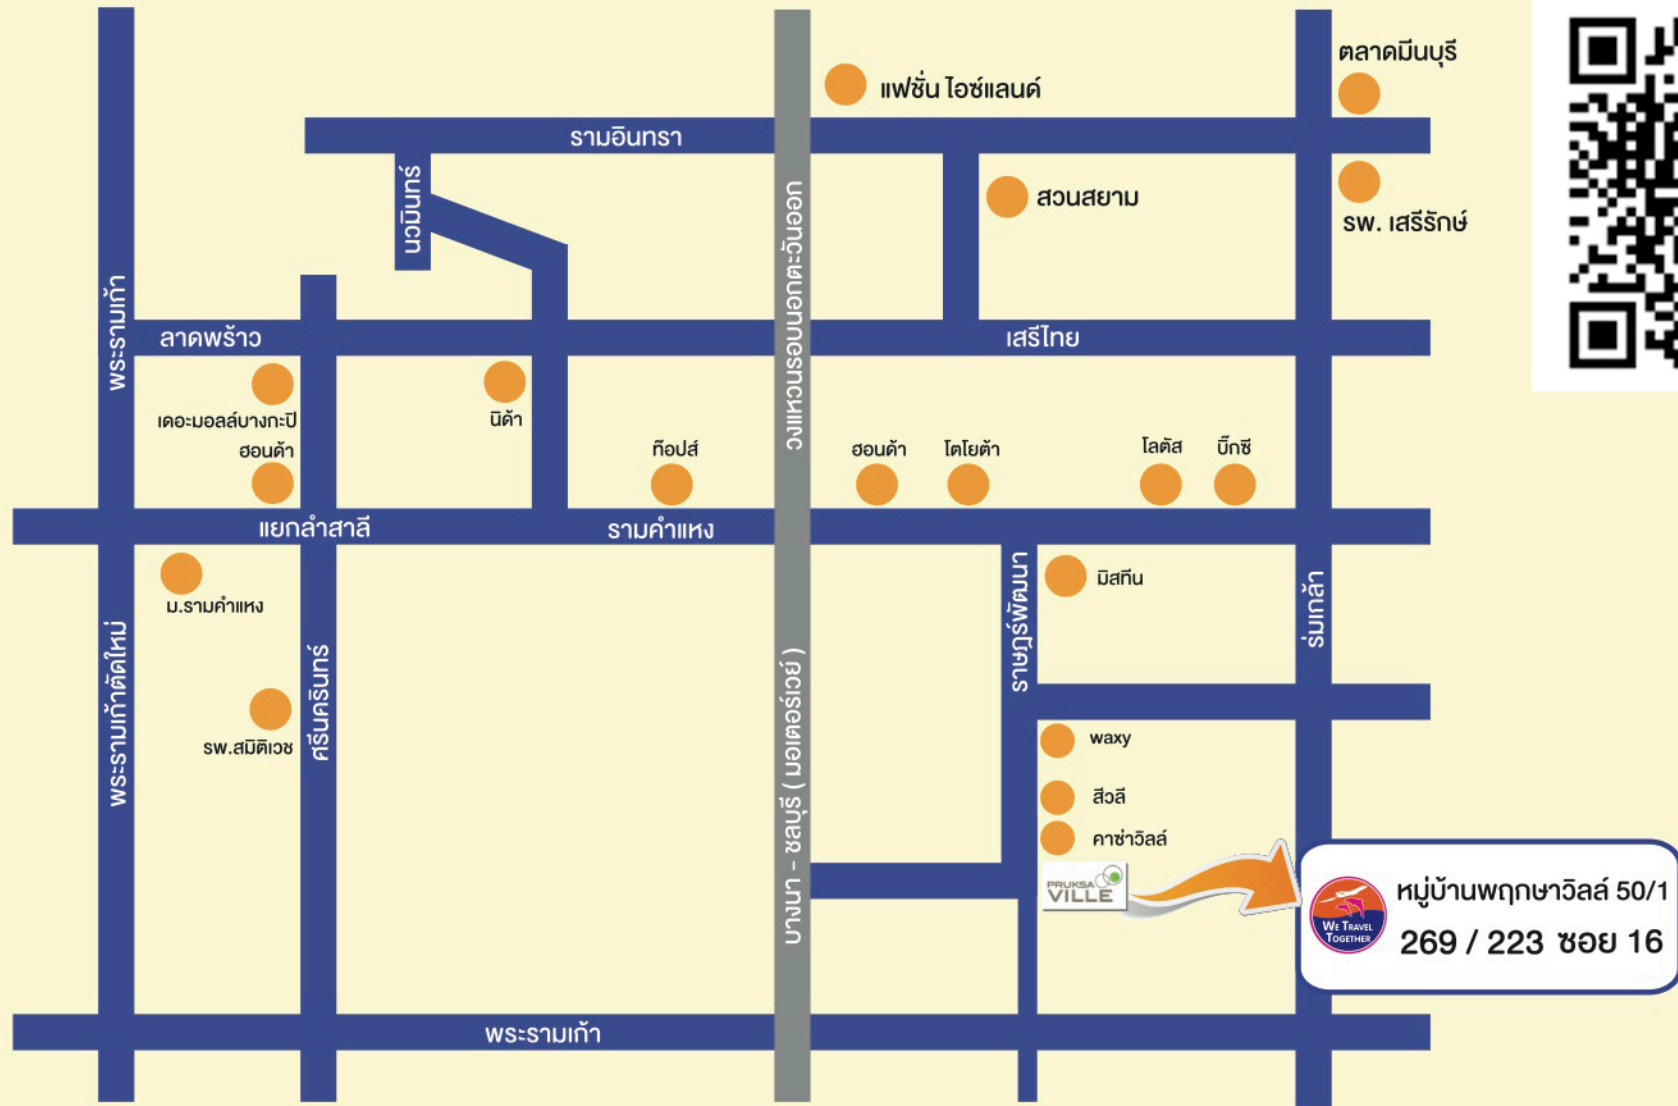 ตลาดมีนบุรี
แฟชั่น ไอซ์แลนด์
รามอินทรา
นวมินทร์
สวนสยาม
รพ. เสรีรักษ์
พระรามเก้า
วงแหวนรอบนอกตะวันออก
ลาดพร้าว
เสรีไทย
เดอะมอลล์บางกะปิ
นิด้า
ฮอนด้า
ท๊อปส์
ฮอนด้า
โตโยต้า
โลตัส
บิ๊กซี
แยกลำสาลี
รามคำแหง
ม.รามคำแหง
ราษฎร์พัฒนา
มิสทีน
ร่มเกล้า
พระรามเก้าตัดใหม่
ศรีนครินทร์
รพ.สมิติเวช
บางนา - ชลบุรี ( มอเตอร์เวย์ )
waxy
สีวลี
คาซ่าวิลล์
PRUKSA
VILLE
WE TRAVEL
TOGETHER
หมู่บ้านพฤกษาวิลล์ 50/1
269 / 223 ซอย 16
พระรามเก้า